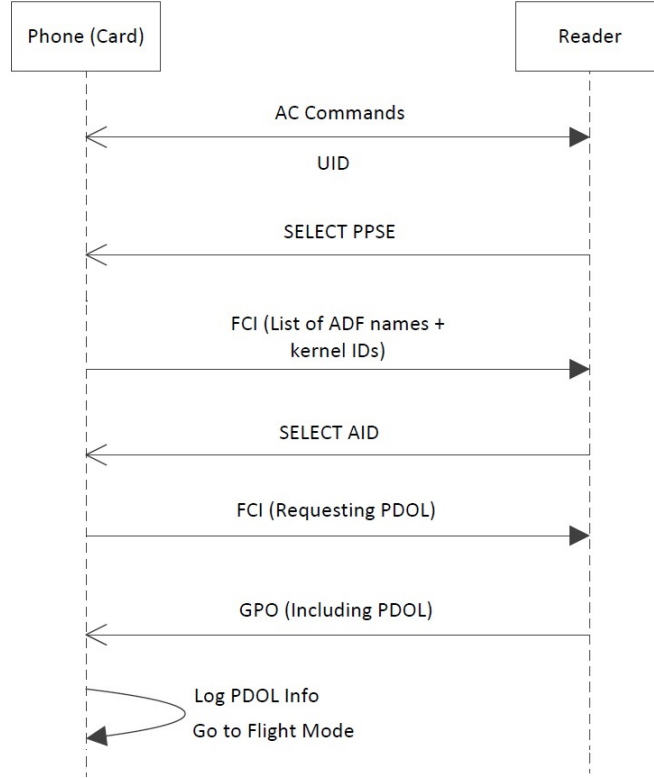 Phone (Card)
Reader
AC Commands
UID
SELECT PPSE
FCI (List of ADF names +
kernel IDs)
SELECT AID
FCI (Requesting PDOL)
GPO (Including PDOL)
Log PDOL Info
Go to Flight Mode